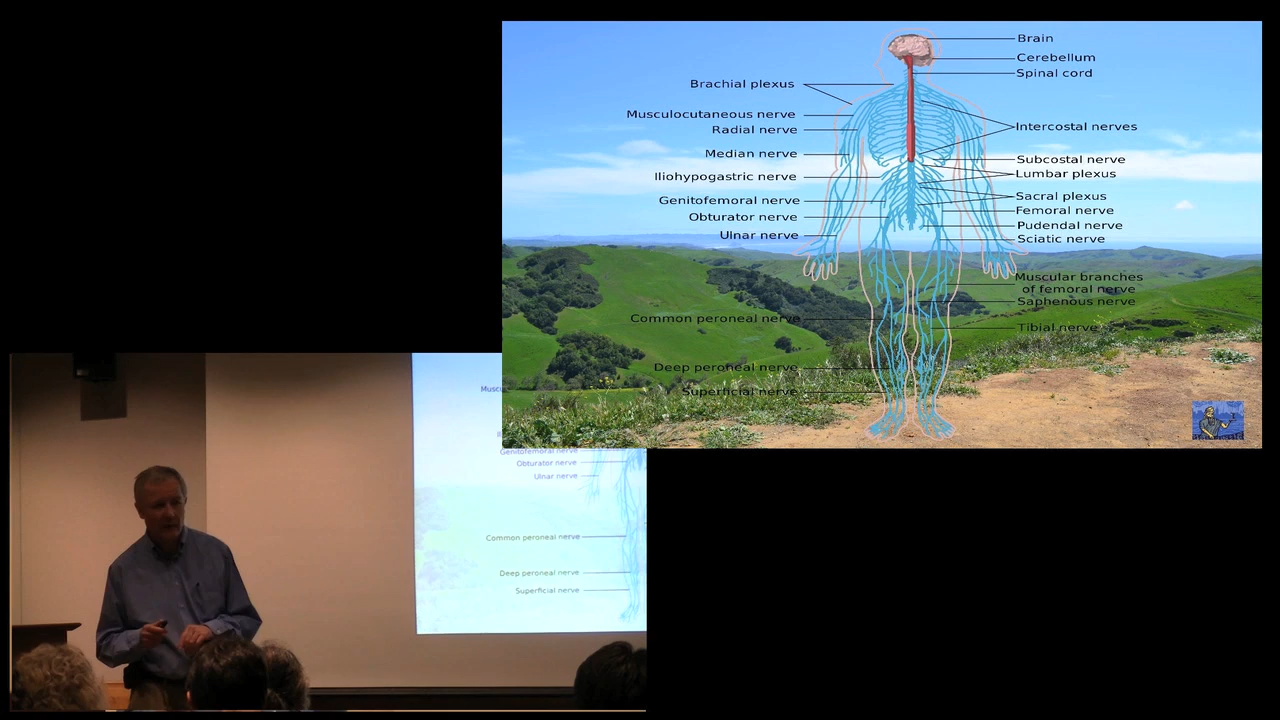 Brain
Cerebellum
Spinal cord
Brachial plexus
Musculocutaneous nerve
Radial nerve
Intercostal nerves
Median nerve
Subcostal nerve
Lumbar plexus
Iliohypogastric nerve
Sacral plexus
Genitofemoral nerve
Femoral nerve
Obturator nerve
Pudendal nerve
Ulnar nerve
Sciatic nerve
Muscular branches
of femoral nerve
Saphenous nerve
Common peroneal nerve
Tibial nerve
Deep peroneal nerve
Superficial nerve
Genitofemoral nerve
Obturator nerve
Ulnar nerve
Common peroneal nerve
Deep peroneal nerve
Superficial nerve